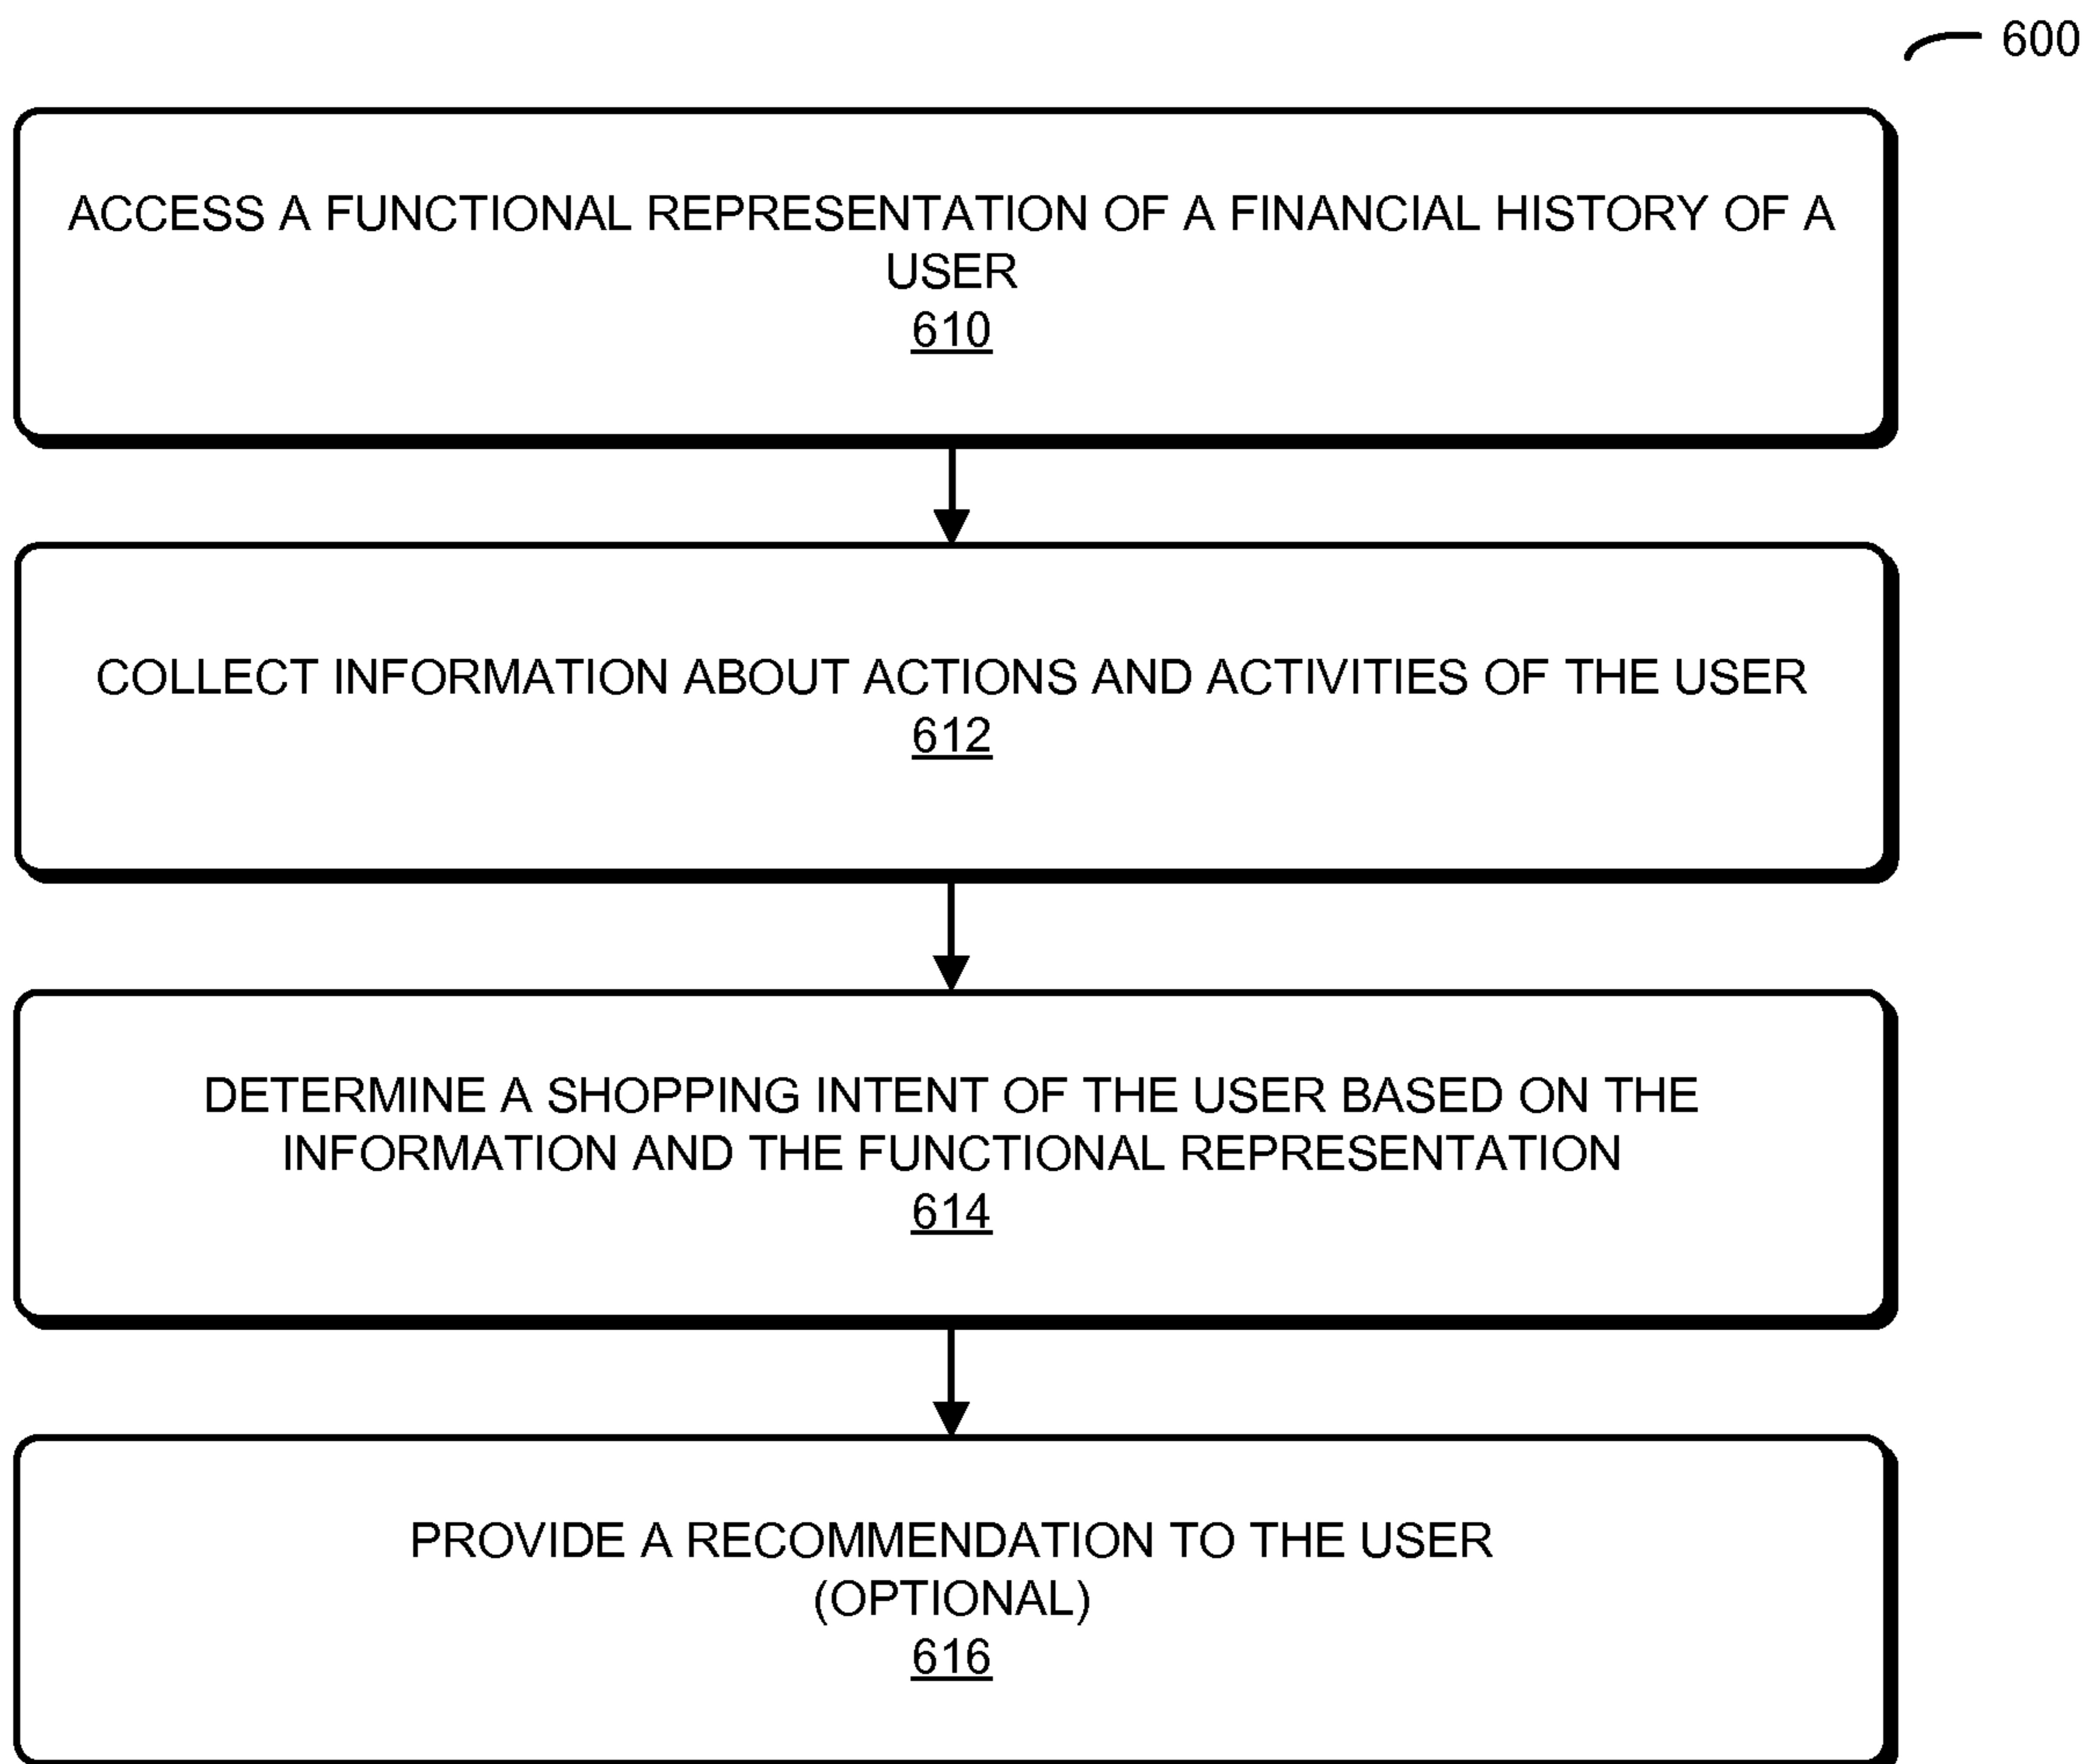 600
ACCESS A FUNCTIONAL REPRESENTATION OF A FINANCIAL HISTORY OF A
USER
610
COLLECT INFORMATION ABOUT ACTIONS AND ACTIVITIES OF THE USER
612
DETERMINE A SHOPPING INTENT OF THE USER BASED ON THE
INFORMATION AND THE FUNCTIONAL REPRESENTATION
614
PROVIDE A RECOMMENDATION TO THE USER
(OPTIONAL)
616